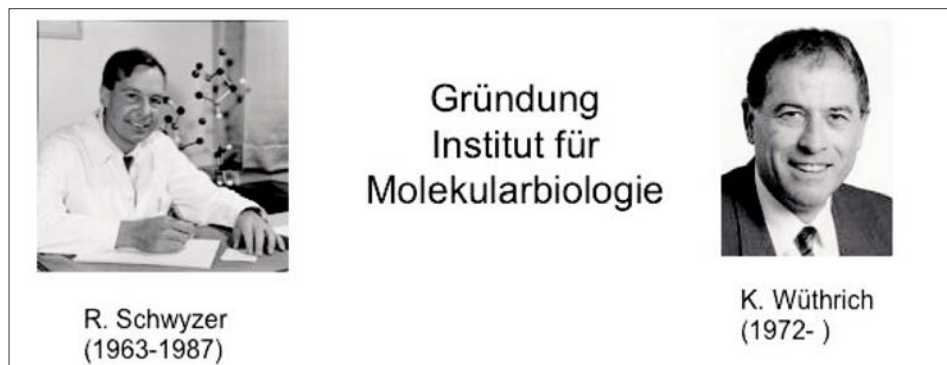 Gründung
Institut für
Molekularbiologie
R. Schwyzer
(1963-1987)
K. Wüthrich
(1972- )